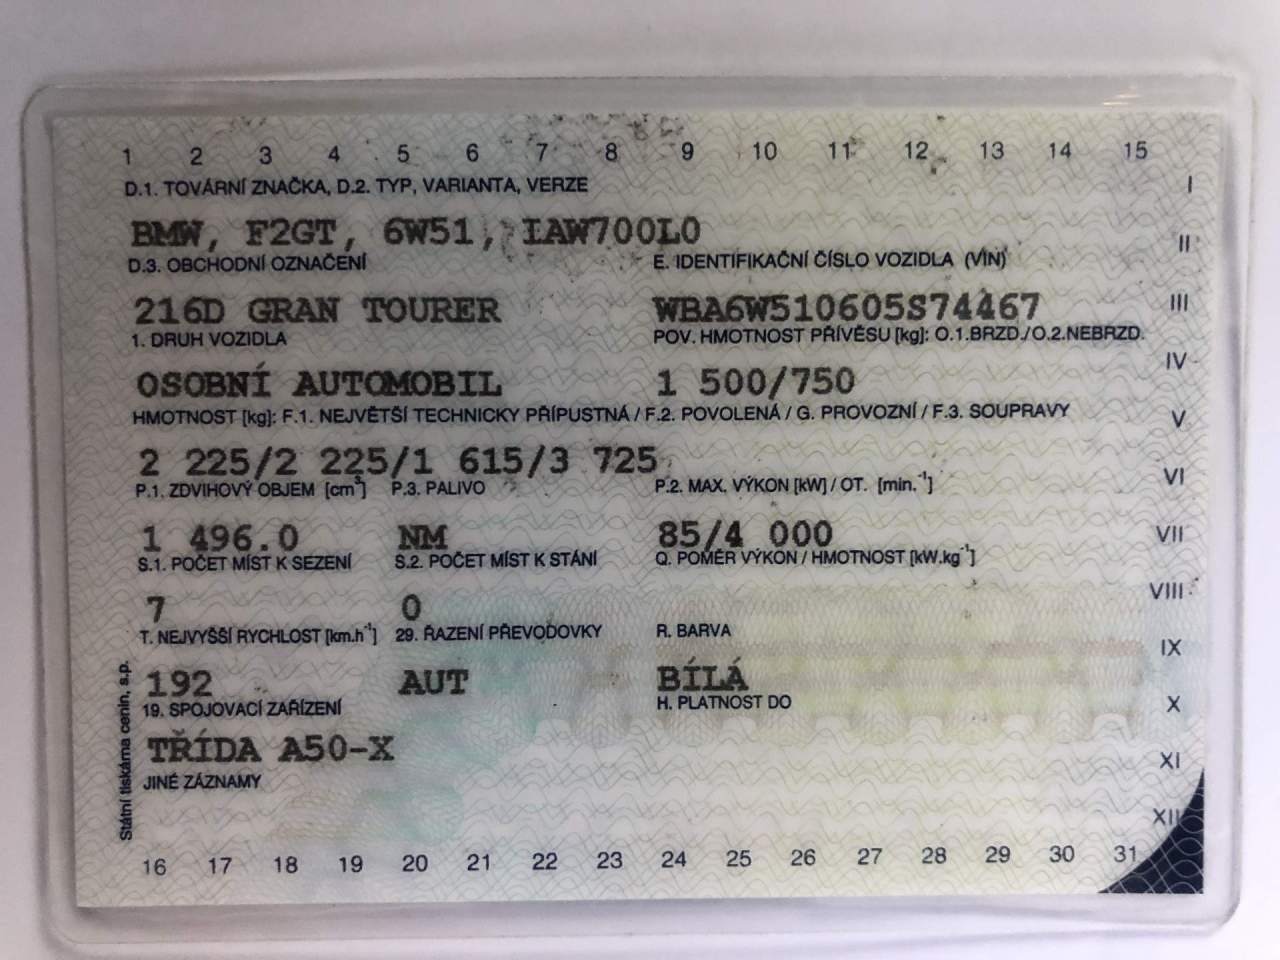 1 2 3 4 5 6 7 8 9 10 11 12 13 14 15
D.1. TOVÁRNÍ ZNAČKA, D.2. TYP, VARIANTA, VERZE
I
BMW, F2GT, 6W51, IAW700L0
II
D.3. OBCHODNÍ OZNAČENÍ E. IDENTIFIKAČNÍ ČÍSLO VOZIDLA (VIN)
216D GRAN TOURER WBA6W510605S74467
III
1. DRUH VOZIDLA POV. HMOTNOST PŘÍVĚSU [kg]: O.1.BRZD./O.2.NEBRZD.
IV
OSOBNÍ AUTOMOBIL 1 500/750
HMOTNOST [kg]: F.1. NEJVĚTŠÍ TECHNICKY PŘÍPUSTNÁ / F.2. POVOLENÁ / G. PROVOZNÍ / F.3. SOUPRAVY
V
2 225/2 225/1 615/3 725
VI
P.1. ZDVIHOVÝ OBJEM [cm³] P.3. PALIVO P.2. MAX. VÝKON [kW] / OT. [min.⁻¹]
1 496.0 NM 85/4 000
VII
S.1. POČET MÍST K SEZENÍ S.2. POČET MÍST K STÁNÍ Q. POMĚR VÝKON / HMOTNOST [kW.kg⁻¹]
VIII
7 0
T. NEJVYŠŠÍ RYCHLOST [km.h⁻¹] 29. ŘAZENÍ PŘEVODOVKY R. BARVA
IX
192 AUT BÍLÁ
19. SPOJOVACÍ ZAŘÍZENÍ H. PLATNOST DO
X
TŘÍDA A50-X
XI
JINÉ ZÁZNAMY
XII
16 17 18 19 20 21 22 23 24 25 26 27 28 29 30 31
Státní tiskárna cenin, s.p.